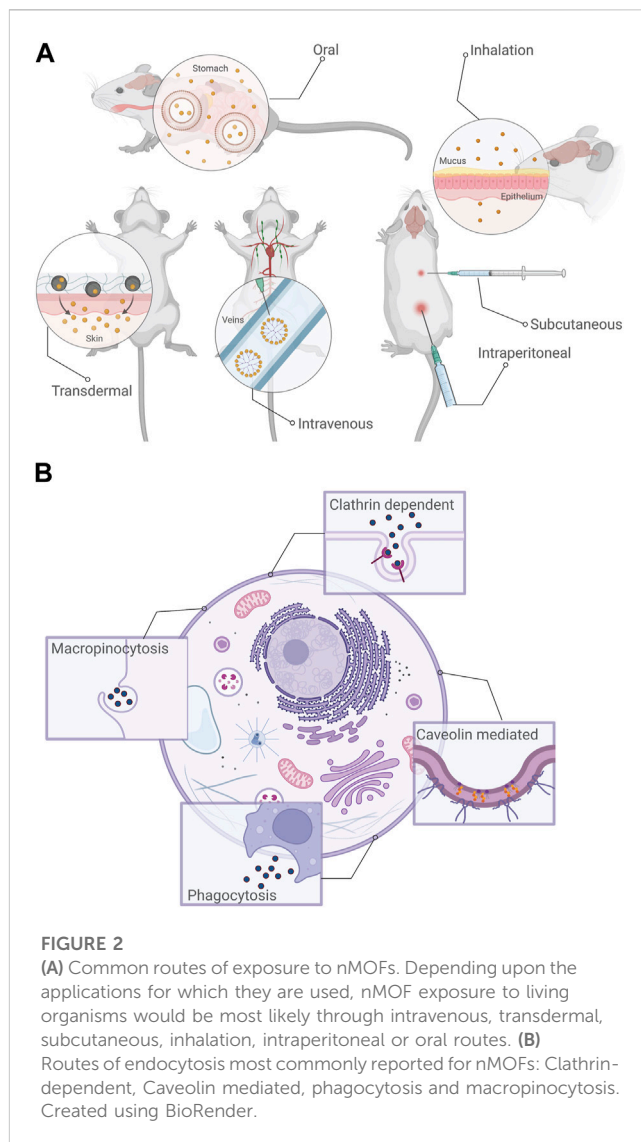 A
Oral
Stomach
Inhalation
Mucus
Epithelium
Subcutaneous
Intraperitoneal
Veins
Skin
Transdermal
Intravenous
B
Clathrin dependent
Macropinocytosis
Caveolin mediated
Phagocytosis
FIGURE 2
(A) Common routes of exposure to nMOFs. Depending upon the
applications for which they are used, nMOF exposure to living
organisms would be most likely through intravenous, transdermal,
subcutaneous, inhalation, intraperitoneal or oral routes. (B)
Routes of endocytosis most commonly reported for nMOFs: Clathrin-
dependent, Caveolin mediated, phagocytosis and macropinocytosis.
Created using BioRender.